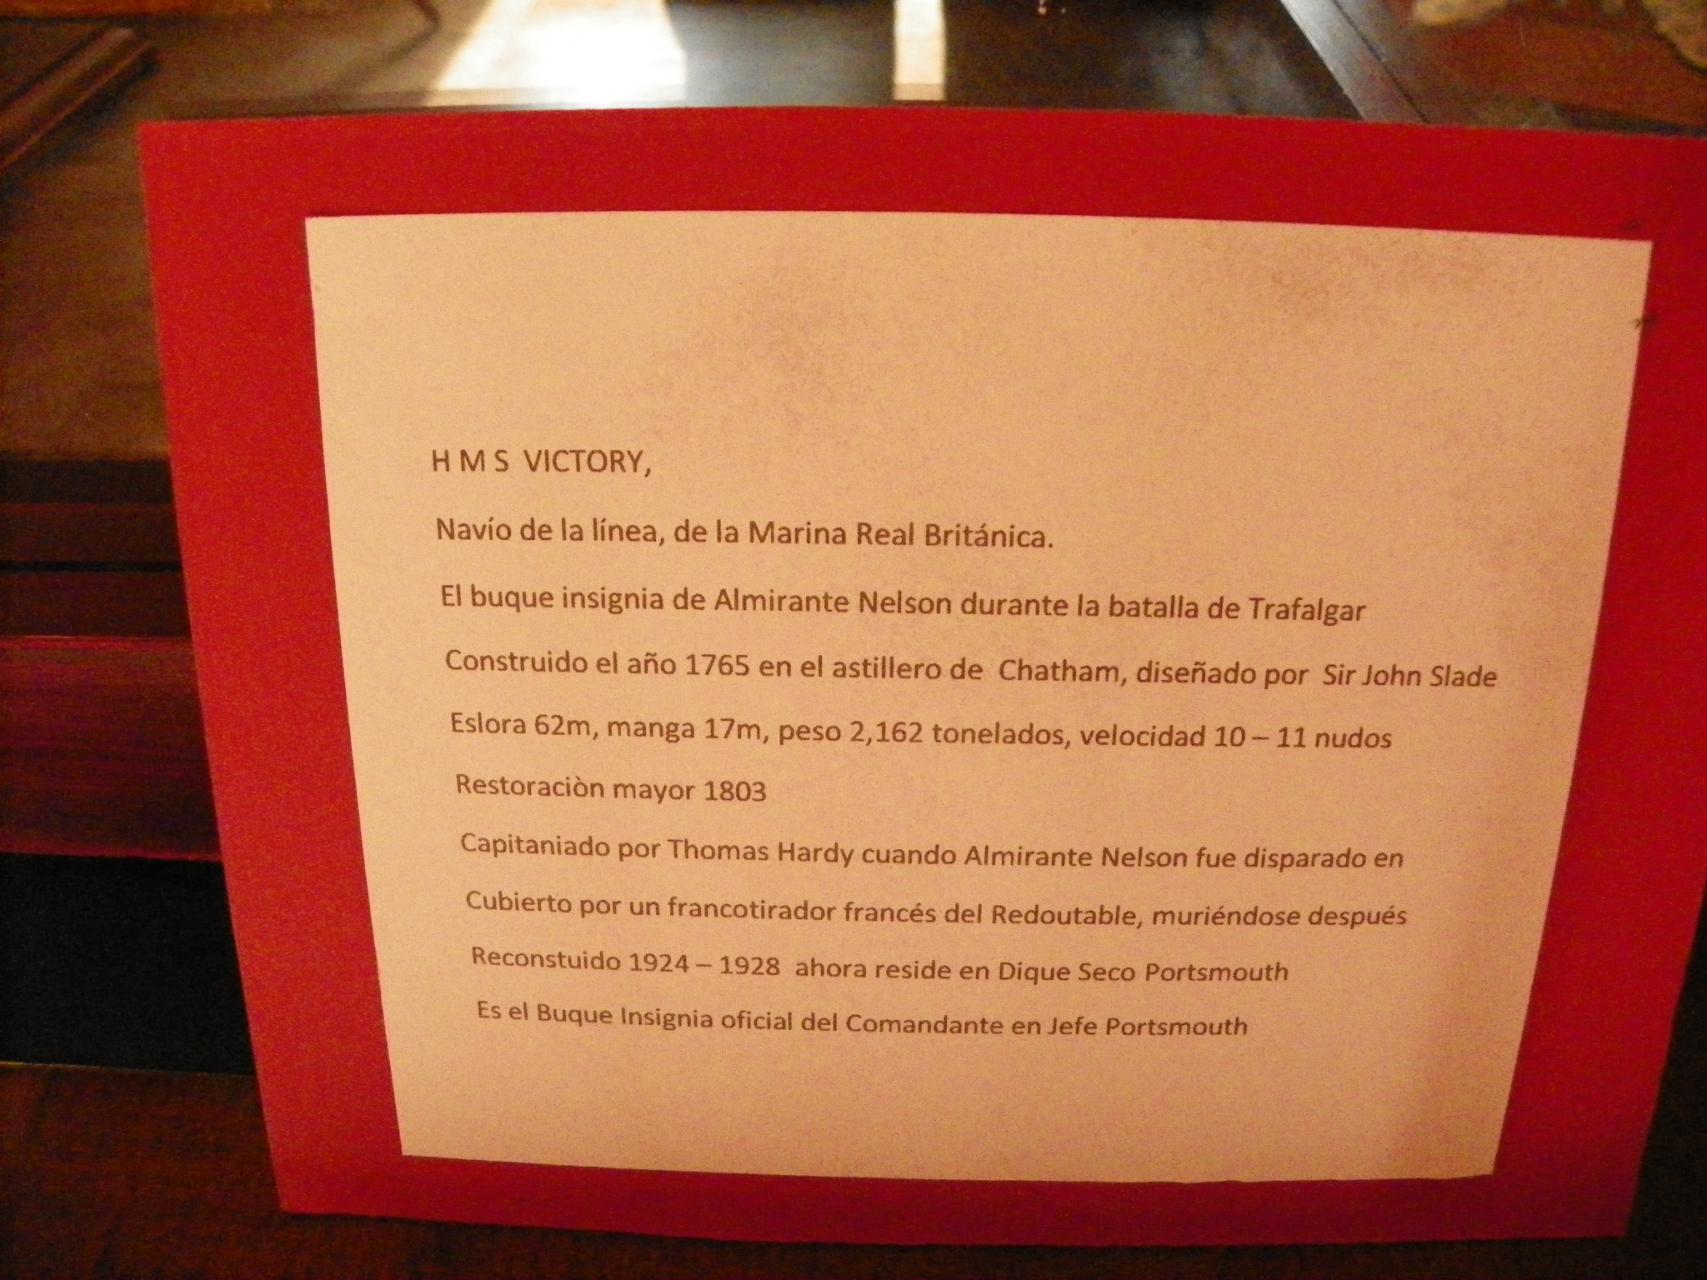 H M S VICTORY,
Navío de la línea, de la Marina Real Británica.
El buque insignia de Almirante Nelson durante la batalla de Trafalgar
Construido el año 1765 en el astillero de Chatham, diseñado por Sir John Slade
Eslora 62m, manga 17m, peso 2,162 tonelados, velocidad 10 – 11 nudos
Restoraciòn mayor 1803
Capitaniado por Thomas Hardy cuando Almirante Nelson fue disparado en
Cubierto por un francotirador francés del Redoutable, muriéndose después
Reconstuido 1924 – 1928 ahora reside en Dique Seco Portsmouth
Es el Buque Insignia oficial del Comandante en Jefe Portsmouth